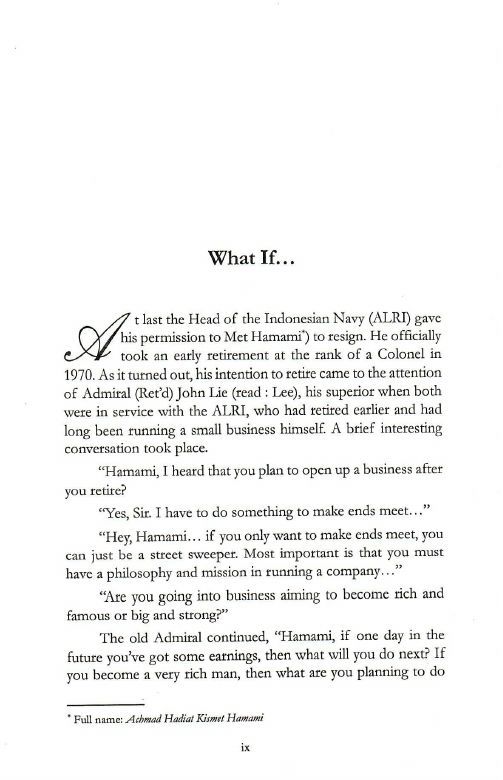 What If...
At last the Head of the Indonesian Navy (ALRI) gave
his permission to Met Hamami*) to resign. He officially
took an early retirement at the rank of a Colonel in
1970. As it turned out, his intention to retire came to the attention
of Admiral (Ret'd) John Lie (read : Lee), his superior when both
were in service with the ALRI, who had retired earlier and had
long been running a small business himself. A brief interesting
conversation took place.
"Hamami, I heard that you plan to open up a business after
you retire?
"Yes, Sir. I have to do something to make ends meet..."
"Hey, Hamami... if you only want to make ends meet, you
can just be a street sweeper. Most important is that you must
have a philosophy and mission in running a company..."
"Are you going into business aiming to become rich and
famous or big and strong?"
The old Admiral continued, "Hamami, if one day in the
future you've got some earnings, then what will you do next? If
you become a very rich man, then what are you planning to do
* Full name: Achmad Hadiat Kismet Hamami
ix